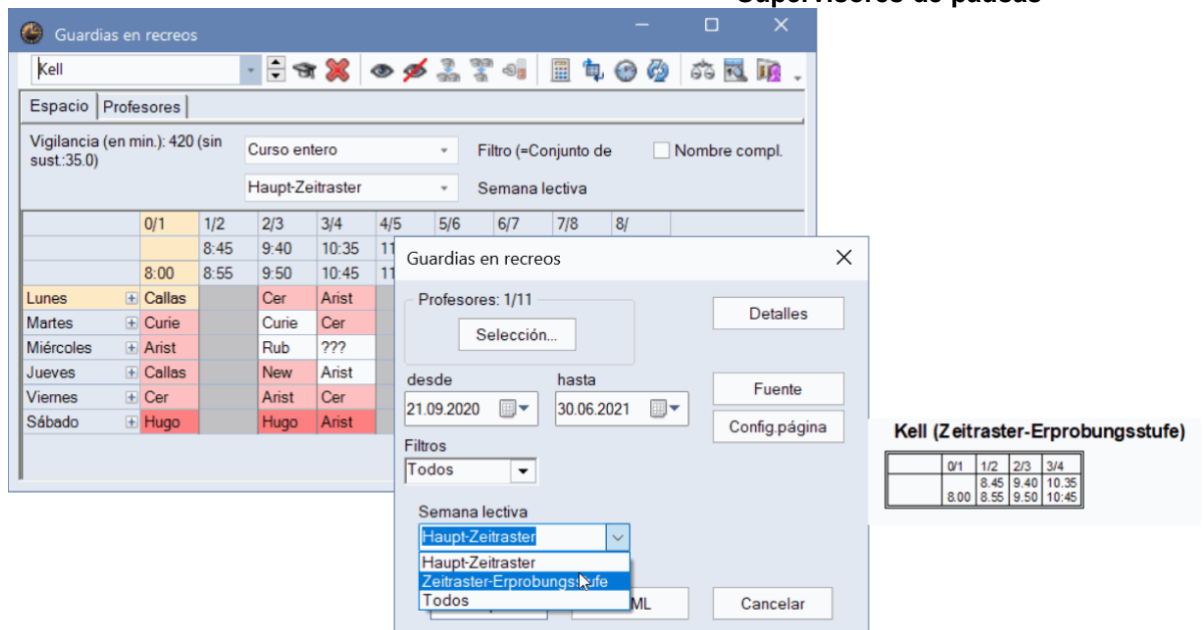 Guardias en recreos
Kell
Espacio Profesores
Vigilancia (en min.): 420 (sin
sust.:35.0)
Curso entero
Filtro (=Conjunto de
Nombre compl.
Haupt-Zeitraster
Semana lectiva
0/1 1/2 2/3 3/4 4/5 5/6 6/7 7/8 8/
8:45 9:40 10:35 11
8:00 8:55 9:50 10:45 11
Lunes Callas Cer Arist
Martes Curie Curie Cer
Miércoles Arist Rub ???
Jueves Callas New Arist
Viernes Cer Arist Cer
Sábado Hugo Hugo Arist
Guardias en recreos
Profesores: 1/11
Selección...
Detalles
desde hasta
21.09.2020 30.06.2021
Fuente
Config.página
Filtros
Todos
Semana lectiva
Haupt-Zeitraster
Haupt-Zeitraster
Zeitraster-Erprobungsstufe
Todos
ML
Cancelar
Kell (Zeitraster-Erprobungsstufe)
0/1 1/2 2/3 3/4
8.45 9.40 10.35
8.00 8.55 9.50 10:45